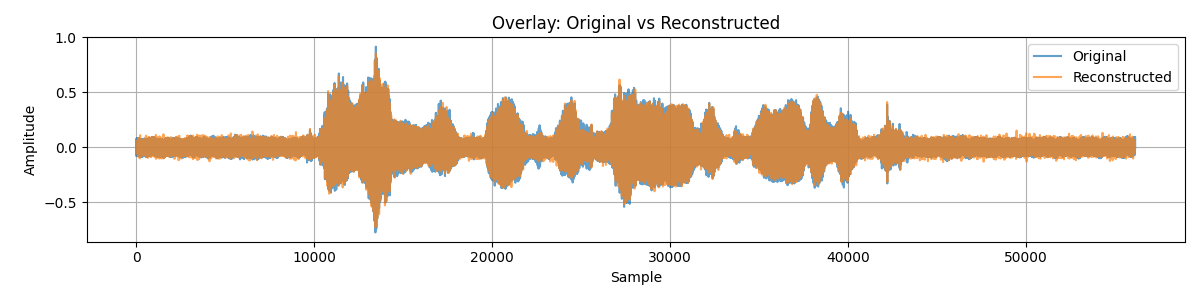 Overlay: Original vs Reconstructed
Amplitude
1.0
0.5
0.0
−0.5
Original
Reconstructed
0 10000 20000 30000 40000 50000
Sample